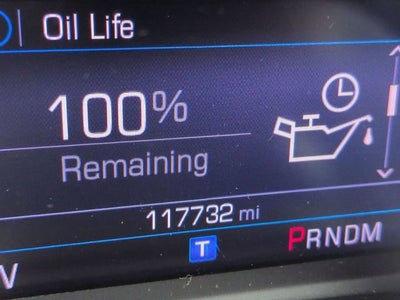 Oil Life
100%
Remaining
117732 mi
V T PRNDM